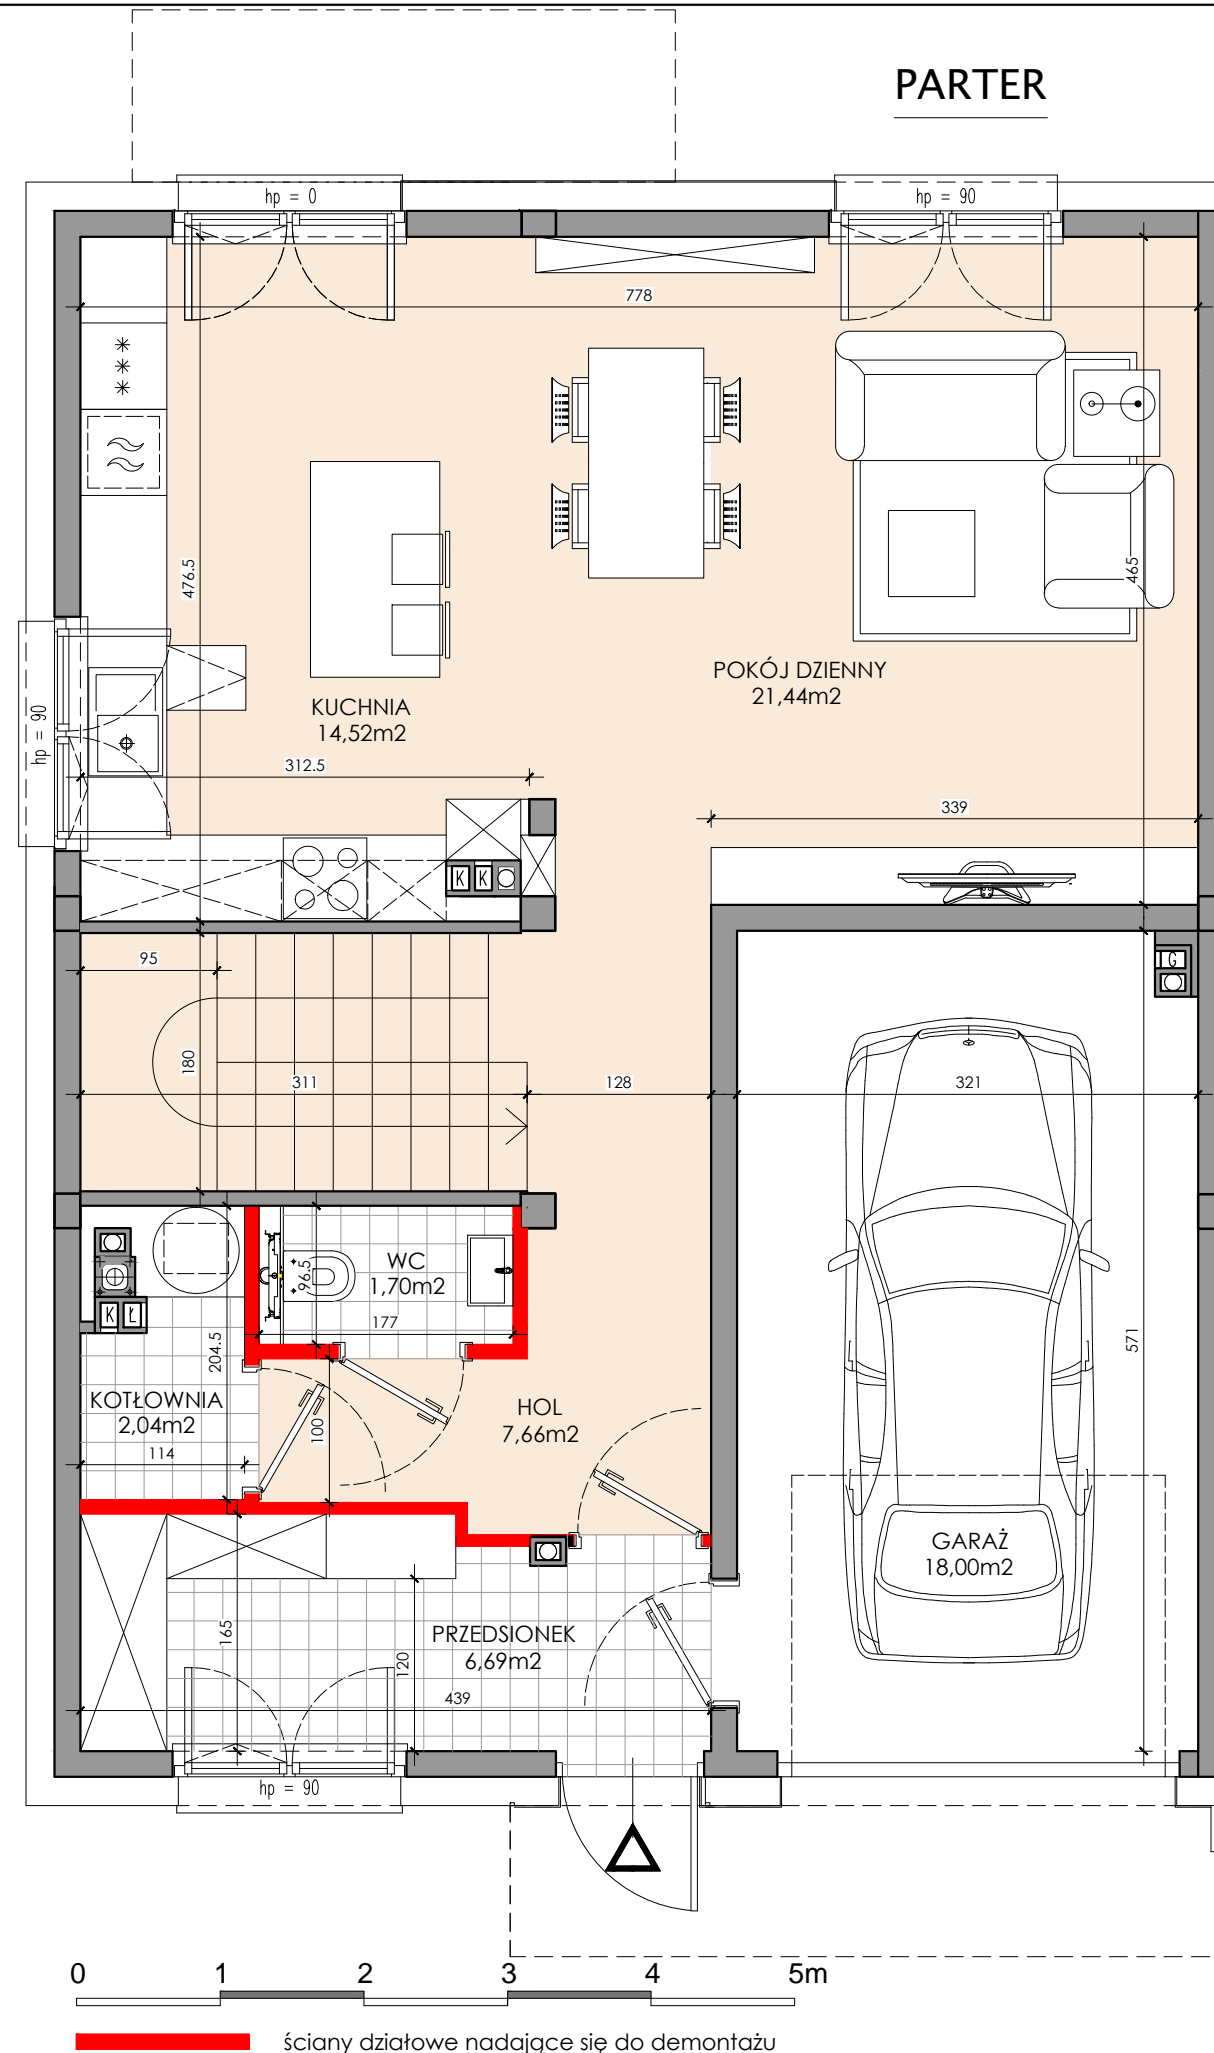 PARTER
hp = 0
hp = 90
778
476.5
465
POKÓJ DZIENNY
21,44m2
KUCHNIA
14,52m2
hp = 90
312.5
339
K K
G
95
180
311
128
321
WC
1,70m2
96.5
177
K Ł
204.5
KOTŁOWNIA
2,04m2
114
100
HOL
7,66m2
571
GARAŻ
18,00m2
165
120
PRZEDSIONEK
6,69m2
439
hp = 90
0 1 2 3 4 5m
ściany działowe nadające się do demontażu